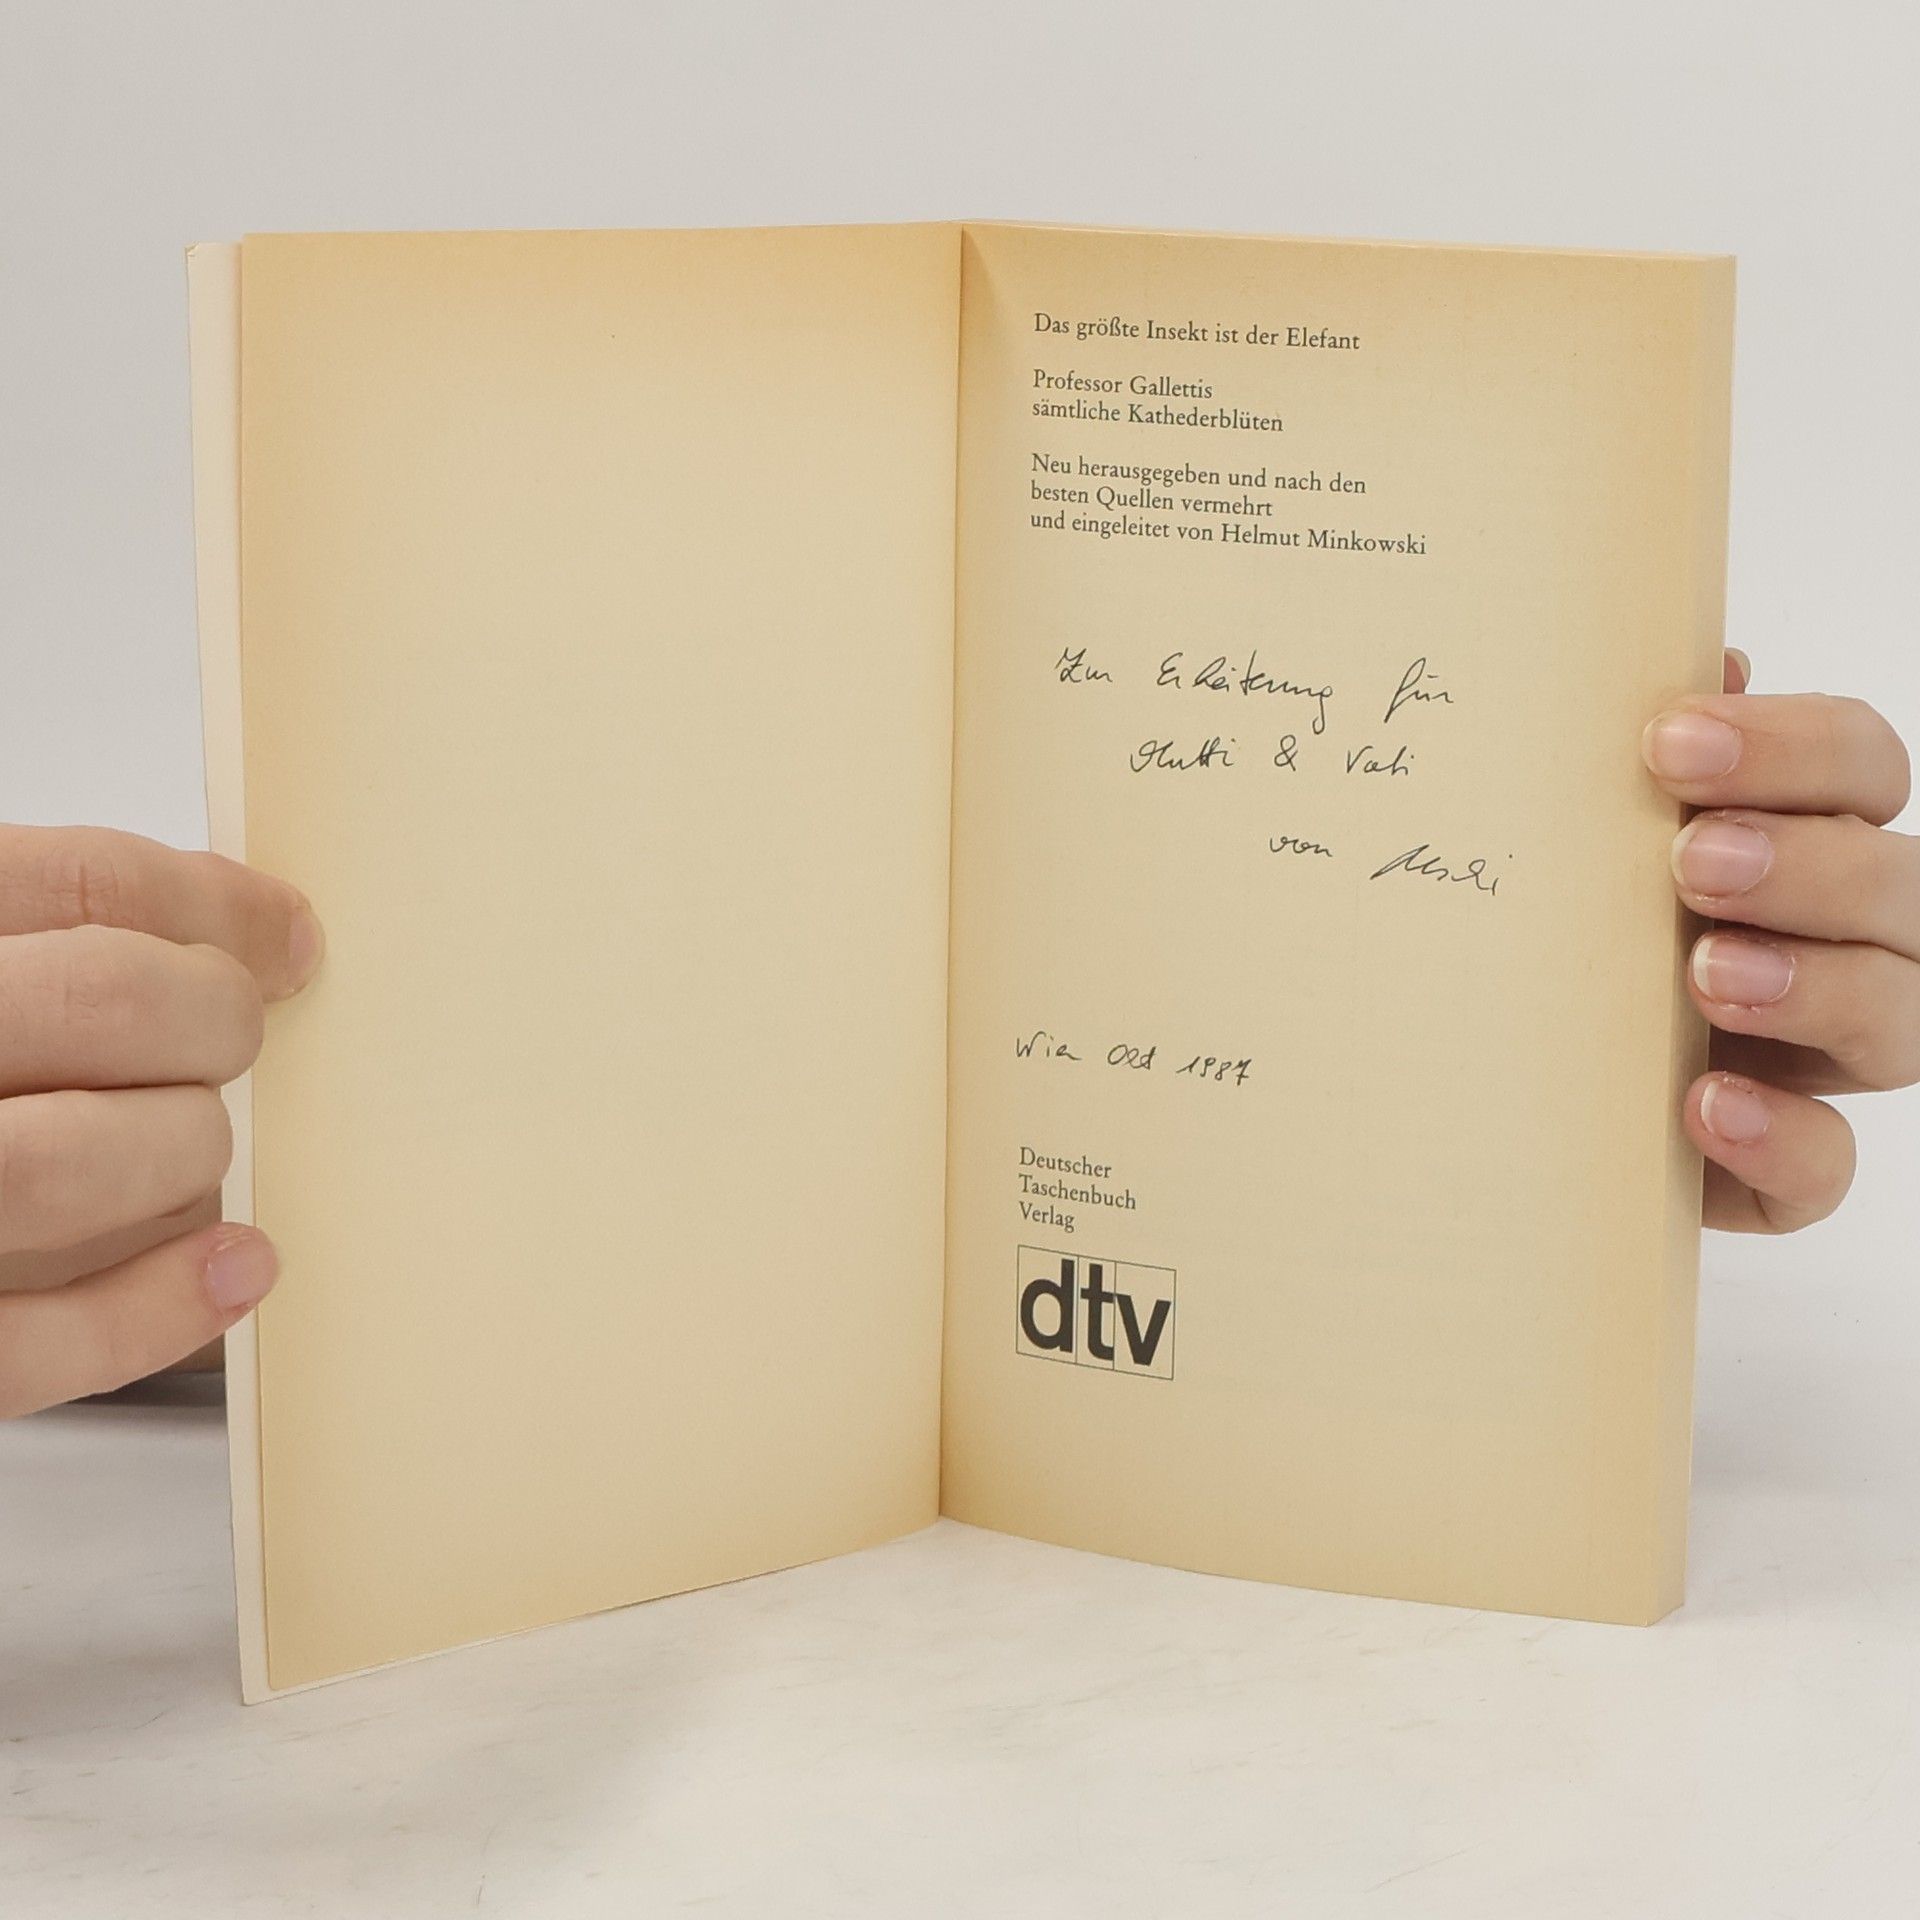 Das größte Insekt ist der Elefant
Professor Gallettis
sämtliche Kathederblüten
Neu herausgegeben und nach den
besten Quellen vermehrt
und eingeleitet von Helmut Minkowski
Zur Erheiterung für
Mutti & Vati
von
Wien Okt 1987
Deutscher
Taschenbuch
Verlag
dtv